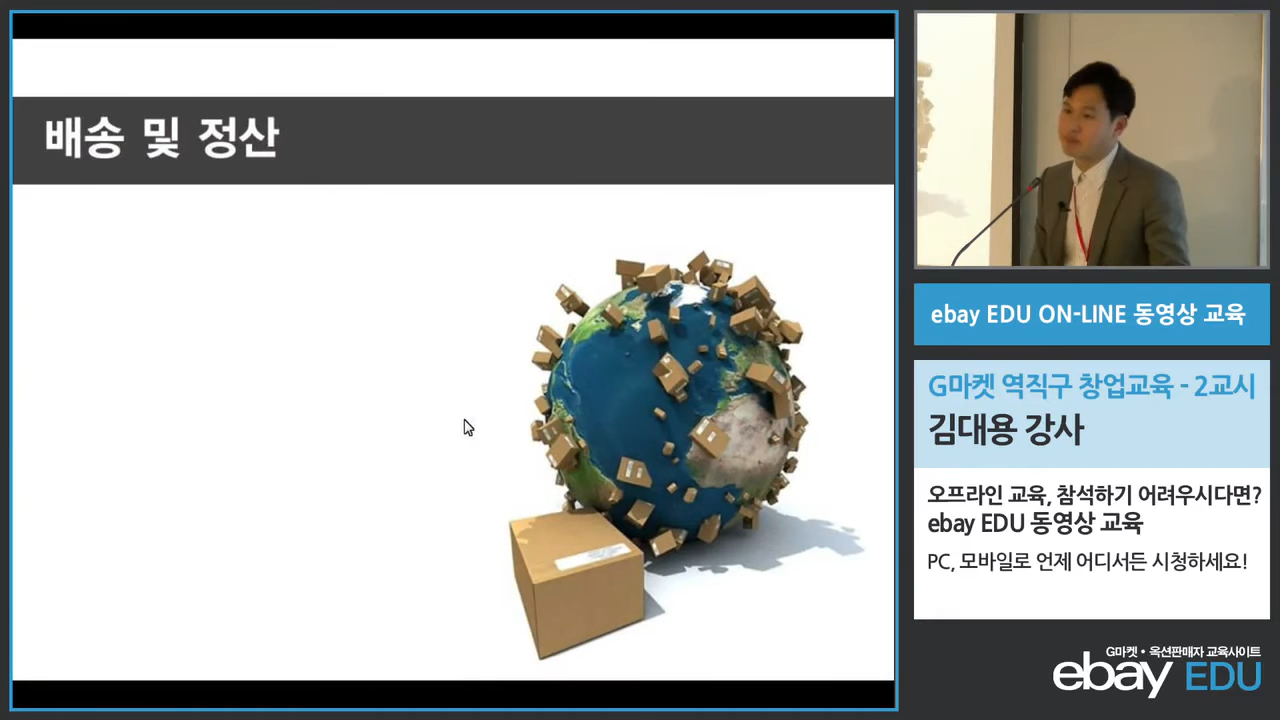 배송 및 정산
ebay EDU ON-LINE 동영상 교육
G마켓 역직구 창업교육 - 2교시
김대용 강사
오프라인 교육, 참석하기 어려우시다면?
ebay EDU 동영상 교육
PC, 모바일로 언제 어디서든 시청하세요!
G마켓 • 옥션판매자 교육사이트
ebay EDU